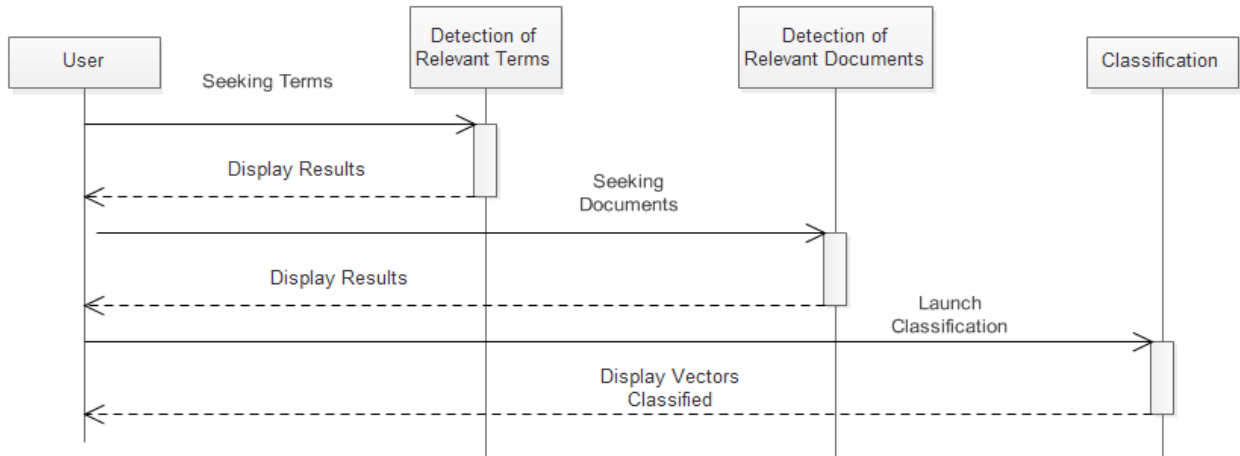 User
Detection of
Relevant Terms
Detection of
Relevant Documents
Classification
Seeking Terms
Display Results
Seeking
Documents
Display Results
Launch
Classification
Display Vectors
Classified